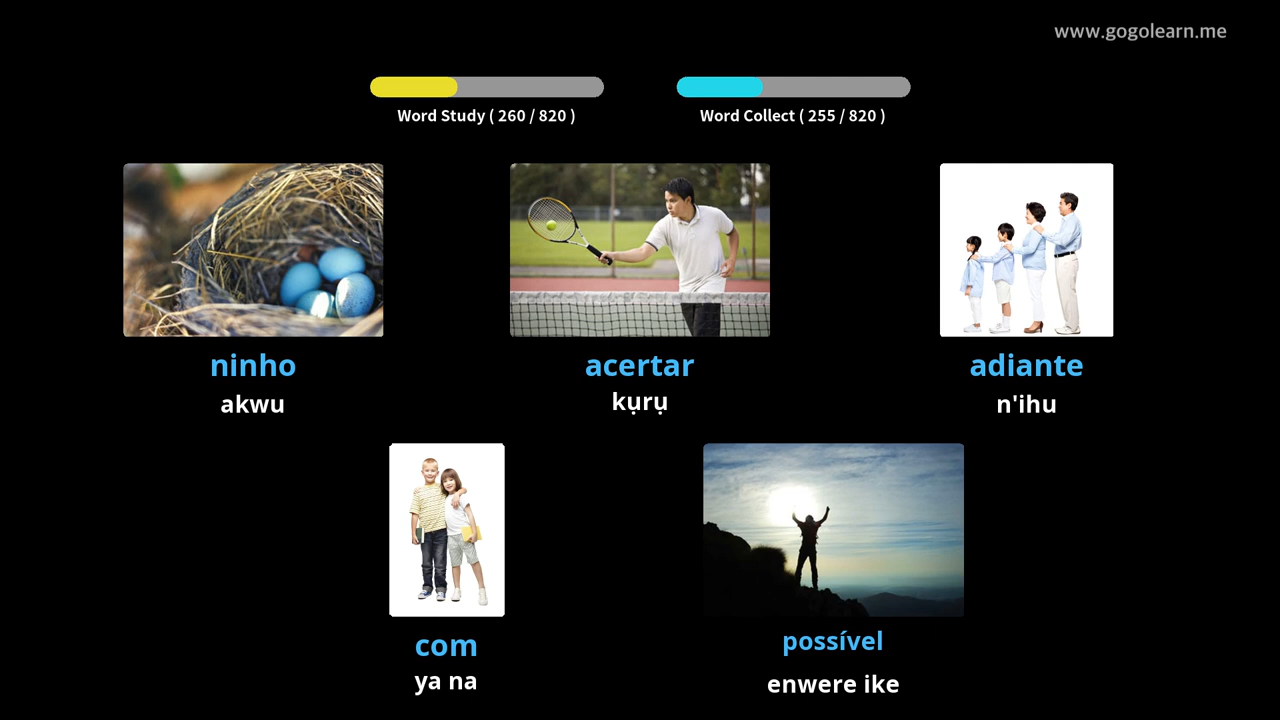 www.gogolearn.me
Word Study ( 260 / 820 )
Word Collect ( 255 / 820 )
ninho
akwu
acertar
kụrụ
adiante
n'ihu
com
ya na
possível
enwere ike